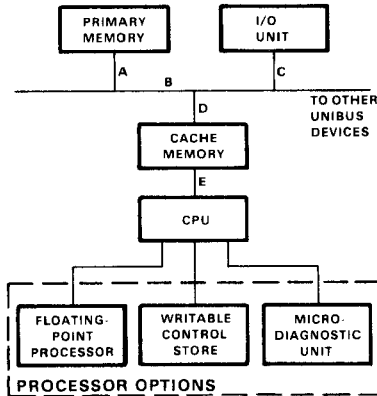 PRIMARY
MEMORY
I/O
UNIT
A
B
C
TO OTHER
UNIBUS
DEVICES
D
CACHE
MEMORY
E
CPU
FLOATING-
POINT
PROCESSOR
WRITABLE
CONTROL
STORE
MICRO-
DIAGNOSTIC
UNIT
PROCESSOR OPTIONS